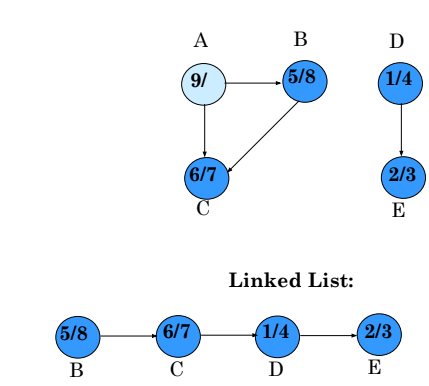 A B D
9/ 5/8 1/4
6/7 2/3
C E
Linked List:
5/8 6/7 1/4 2/3
B C D E